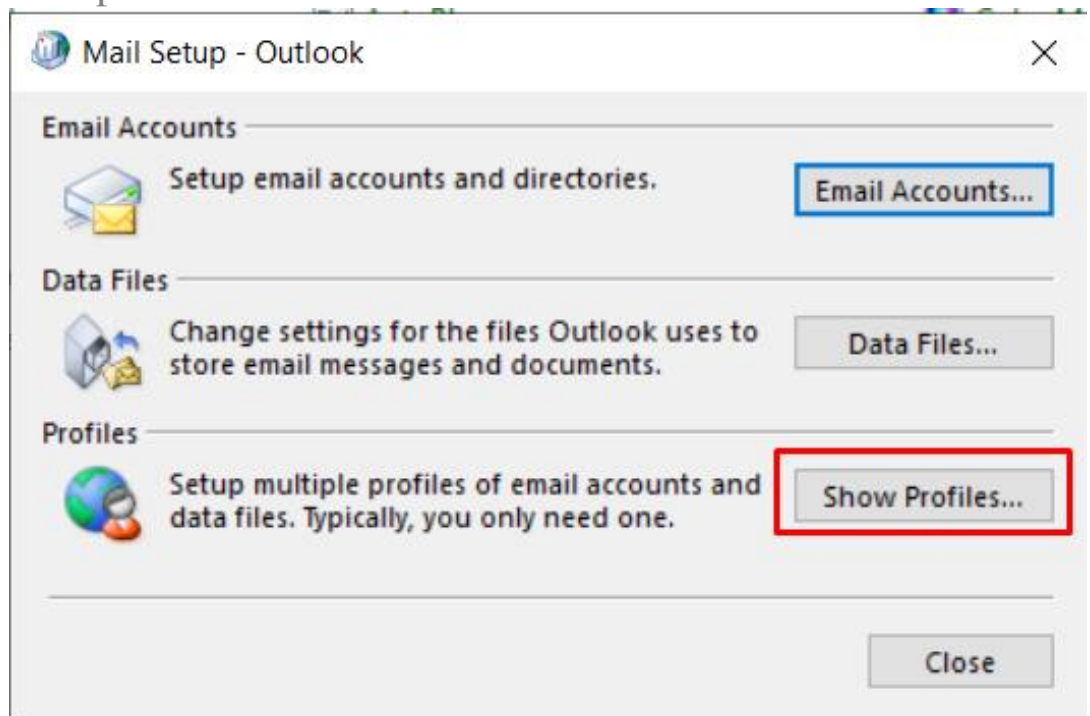 Mail Setup - Outlook
Email Accounts
Setup email accounts and directories.
Email Accounts...
Data Files
Change settings for the files Outlook uses to
store email messages and documents.
Data Files...
Profiles
Setup multiple profiles of email accounts and
data files. Typically, you only need one.
Show Profiles...
Close